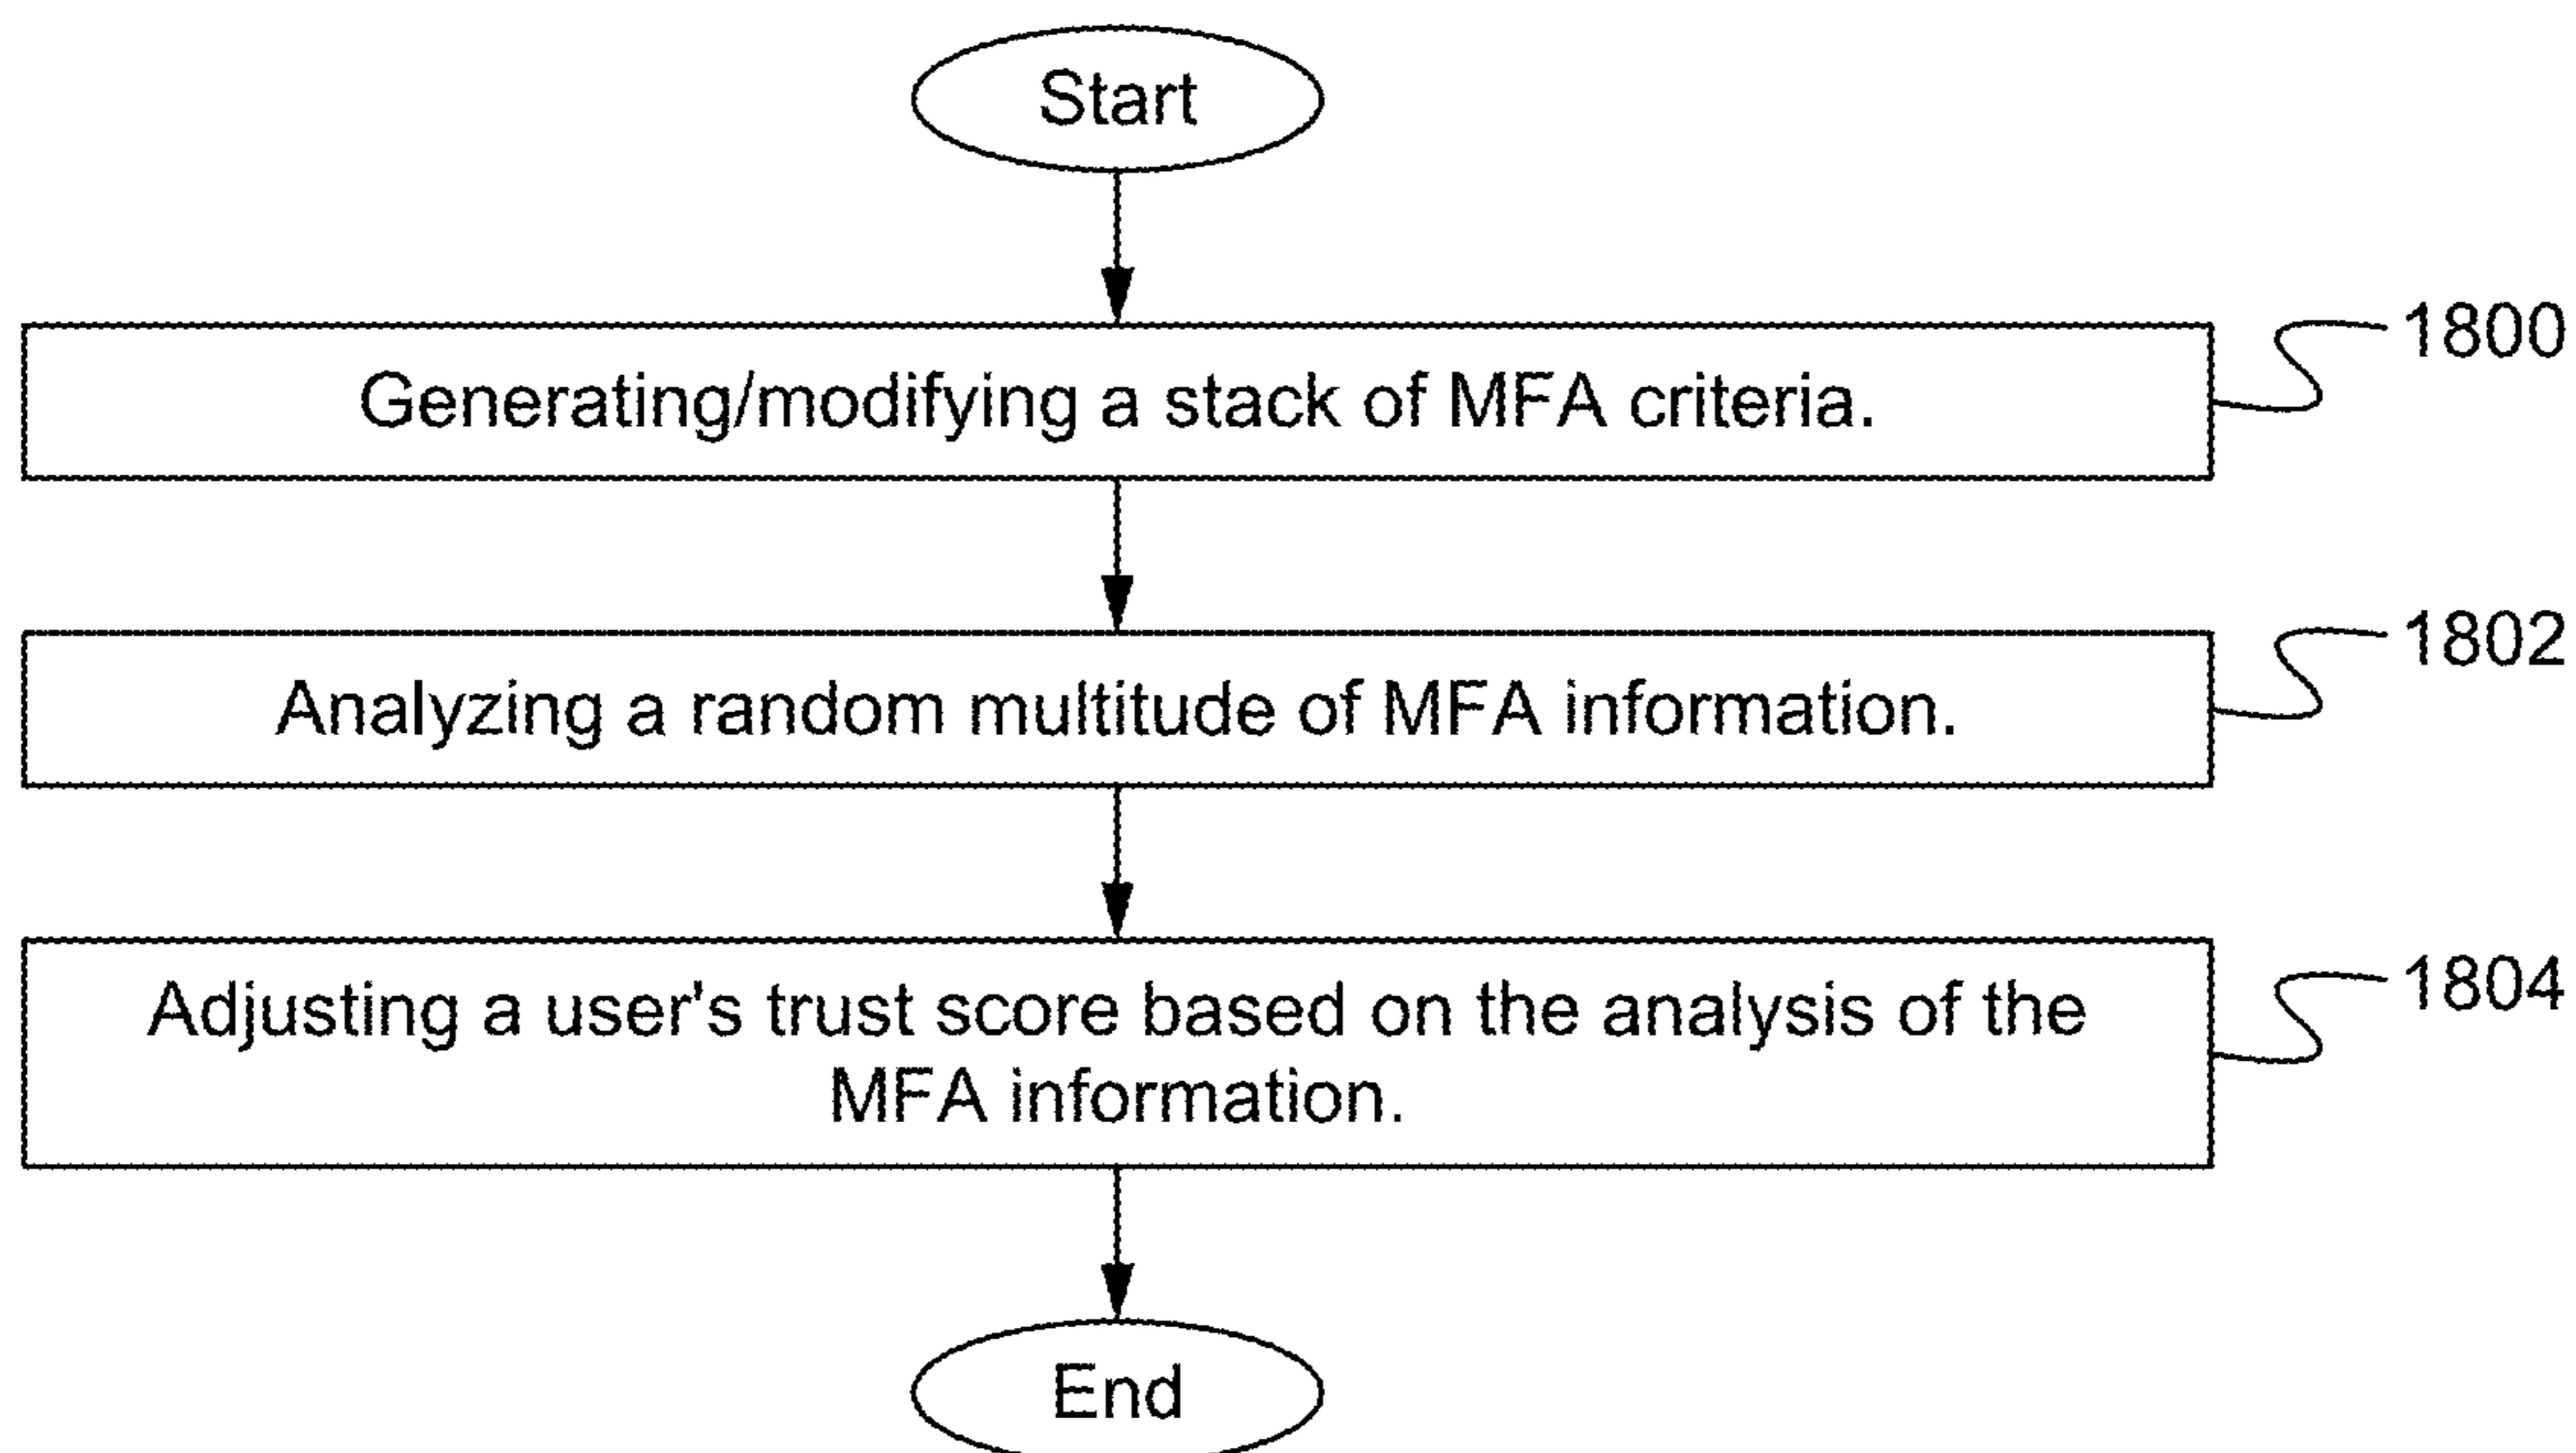 Start
Generating/modifying a stack of MFA criteria.
1800
Analyzing a random multitude of MFA information.
1802
Adjusting a user's trust score based on the analysis of the
MFA information.
1804
End